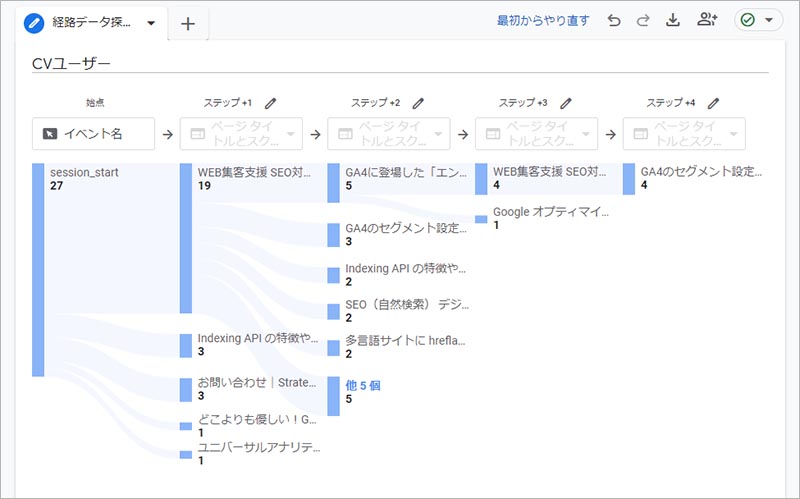 経路データ探...
最初からやり直す
CVユーザー
始点
ステップ +1
ステップ +2
ステップ +3
ステップ +4
イベント名
ページ タイ
トルとスク...
ページ タイ
トルとスク...
ページ タイ
トルとスク...
ページ タイ
トルとスク...
session_start
27
WEB集客支援 SEO対...
19
Indexing API の特徴や...
3
お問い合わせ｜Strate...
3
どこよりも優しい！G...
1
ユニバーサルアナリテ...
1
GA4に登場した「エン...
5
GA4のセグメント設定...
3
Indexing API の特徴や...
2
SEO（自然検索） デジ...
2
多言語サイトに hrefla...
2
他 5 個
5
WEB集客支援 SEO対...
4
Google オプティマイ...
1
GA4のセグメント設定...
4